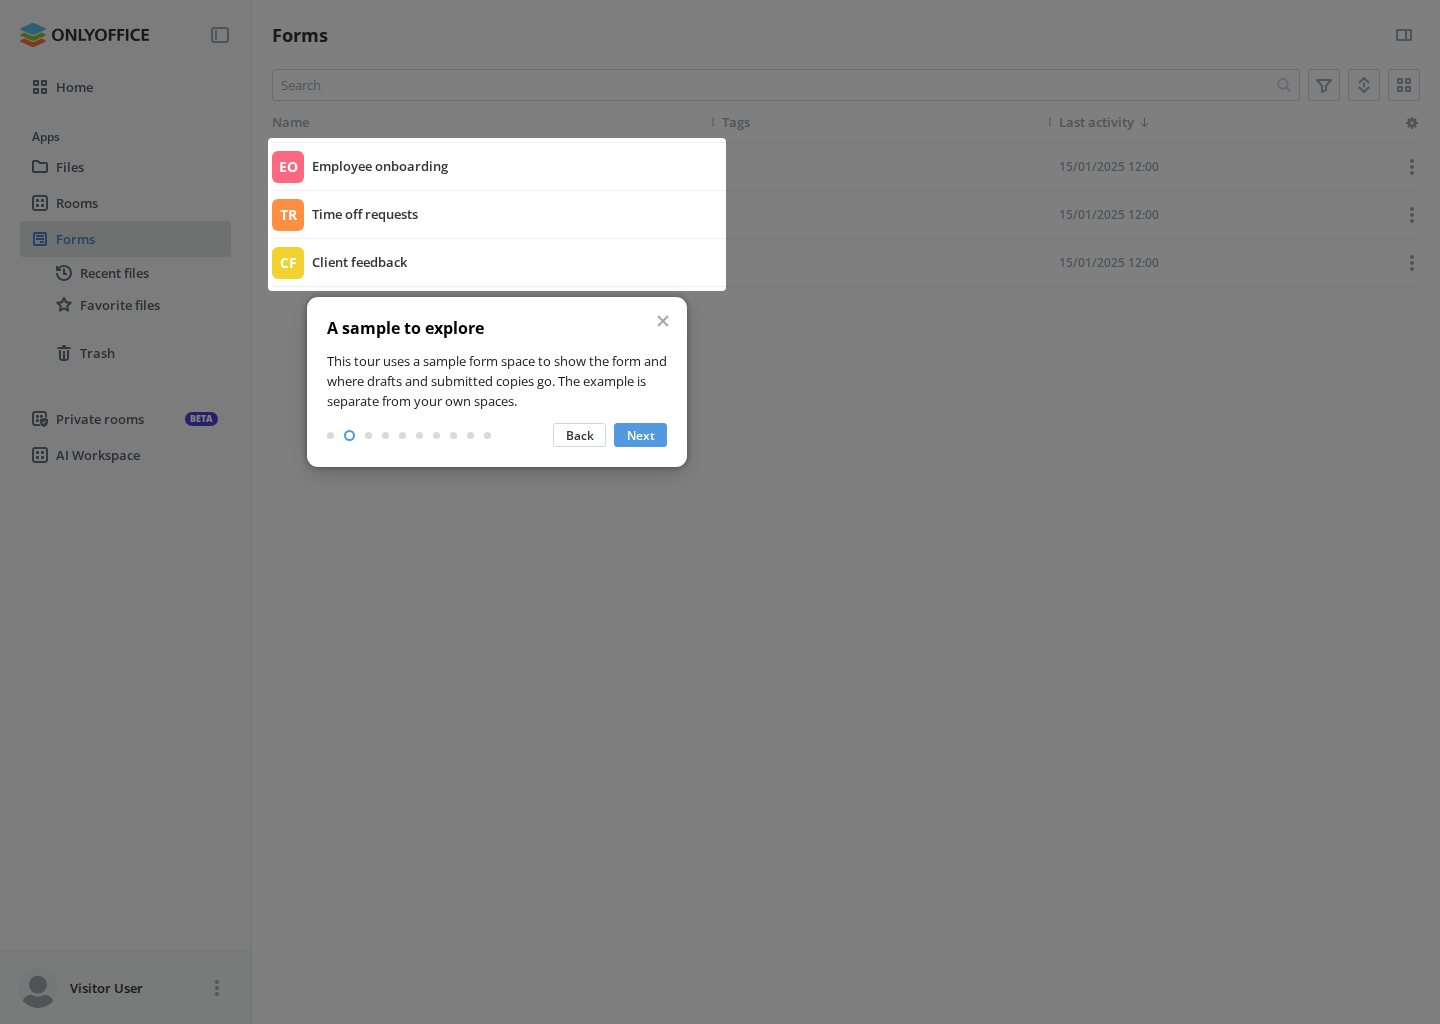 ONLYOFFICE
Home
Apps
Files
Rooms
Forms
Recent files
Favorite files
Trash
Private rooms
BETA
AI Workspace
Visitor User
Forms
Search
Name
Tags
Last activity
EO
Employee onboarding
15/01/2025 12:00
TR
Time off requests
15/01/2025 12:00
CF
Client feedback
15/01/2025 12:00
A sample to explore
This tour uses a sample form space to show the form and
where drafts and submitted copies go. The example is
separate from your own spaces.
Back
Next